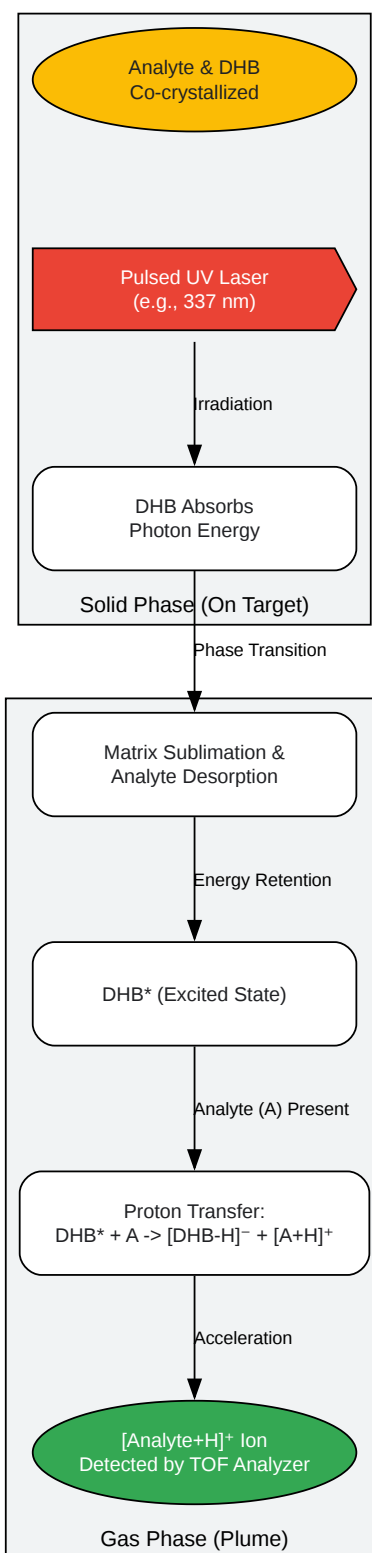 Analyte & DHB
Co-crystallized
Pulsed UV Laser
(e.g., 337 nm)
Irradiation
DHB Absorbs
Photon Energy
Solid Phase (On Target)
Phase Transition
Matrix Sublimation &
Analyte Desorption
Energy Retention
DHB* (Excited State)
Analyte (A) Present
Proton Transfer:
DHB* + A -> [DHB-H]⁻ + [A+H]⁺
Acceleration
[Analyte+H]⁺ Ion
Detected by TOF Analyzer
Gas Phase (Plume)